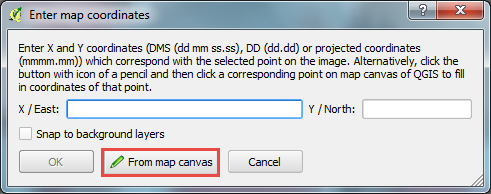 Enter map coordinates
Enter X and Y coordinates (DMS (dd mm ss.ss), DD (dd.dd) or projected coordinates
(mmmm.mm)) which correspond with the selected point on the image. Alternatively, click the
button with icon of a pencil and then click a corresponding point on map canvas of QGIS to fill
in coordinates of that point.
X / East: Y / North:
Snap to background layers
OK From map canvas Cancel